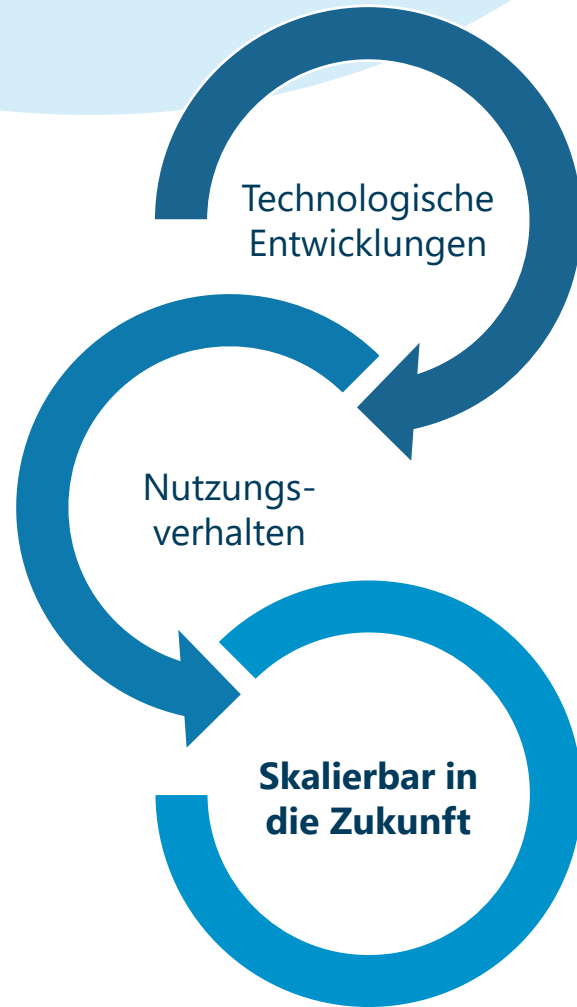 Technologische
Entwicklungen
Nutzungs-
verhalten
Skalierbar in
die Zukunft